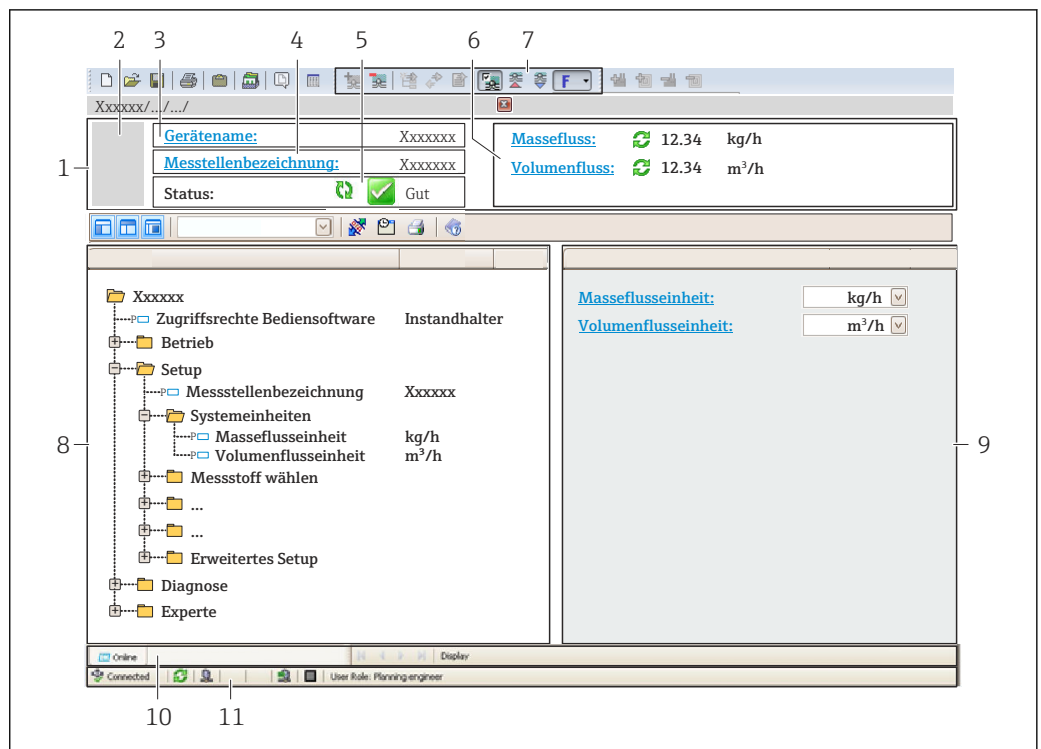 2 3 4 5 6 7
F
Xxxxxx/.../.../
1
Gerätename: Xxxxxxx
Messtellenbezeichnung: Xxxxxxx
Status: Gut
Massefluss: 12.34 kg/h
Volumenfluss: 12.34 m³/h
Xxxxxx
P Zugriffsrechte Bediensoftware Instandhalter
Betrieb
Setup
P Messstellenbezeichnung Xxxxxx
Systemeinheiten
P Masseflusseinheit kg/h
P Volumenflusseinheit m³/h
Messstoff wählen
...
...
Erweitertes Setup
Diagnose
Experte
8
Masseflusseinheit: kg/h
Volumenflusseinheit: m³/h
9
Online Display
Connected User Role: Planning engineer
10 11